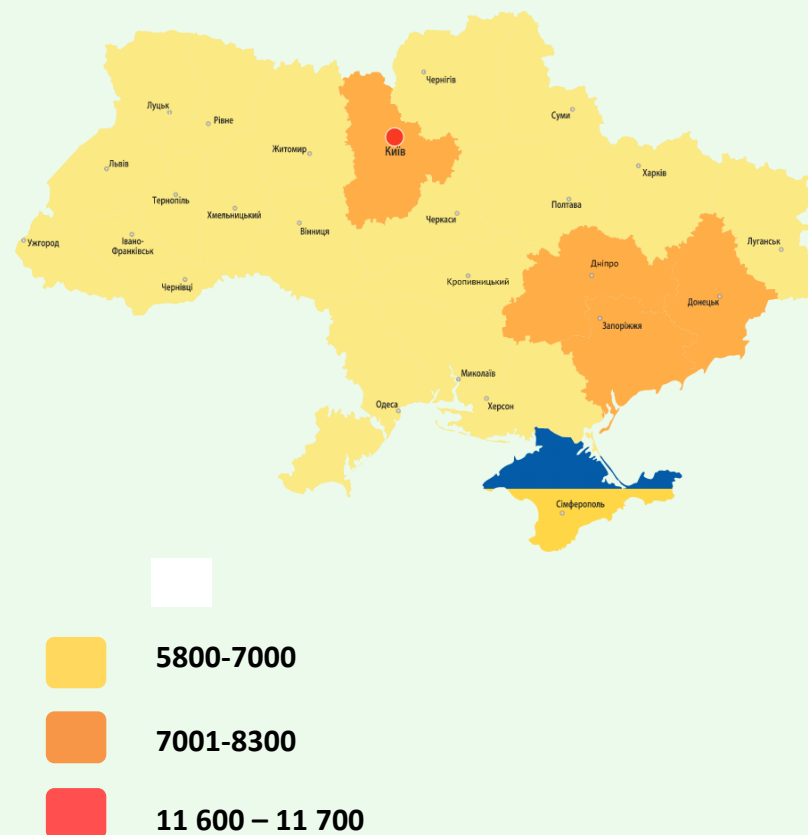 Чернігів
Луцьк
Рівне
Суми
Житомир
Київ
Львів
Харків
Тернопіль
Хмельницький
Полтава
Черкаси
Вінниця
Ужгород
Івано-
Франківськ
Луганськ
Чернівці
Кропивницький
Дніпро
Донецьк
Запоріжжя
Миколаїв
Одеса
Херсон
Сімферополь
5800-7000
7001-8300
11 600 – 11 700